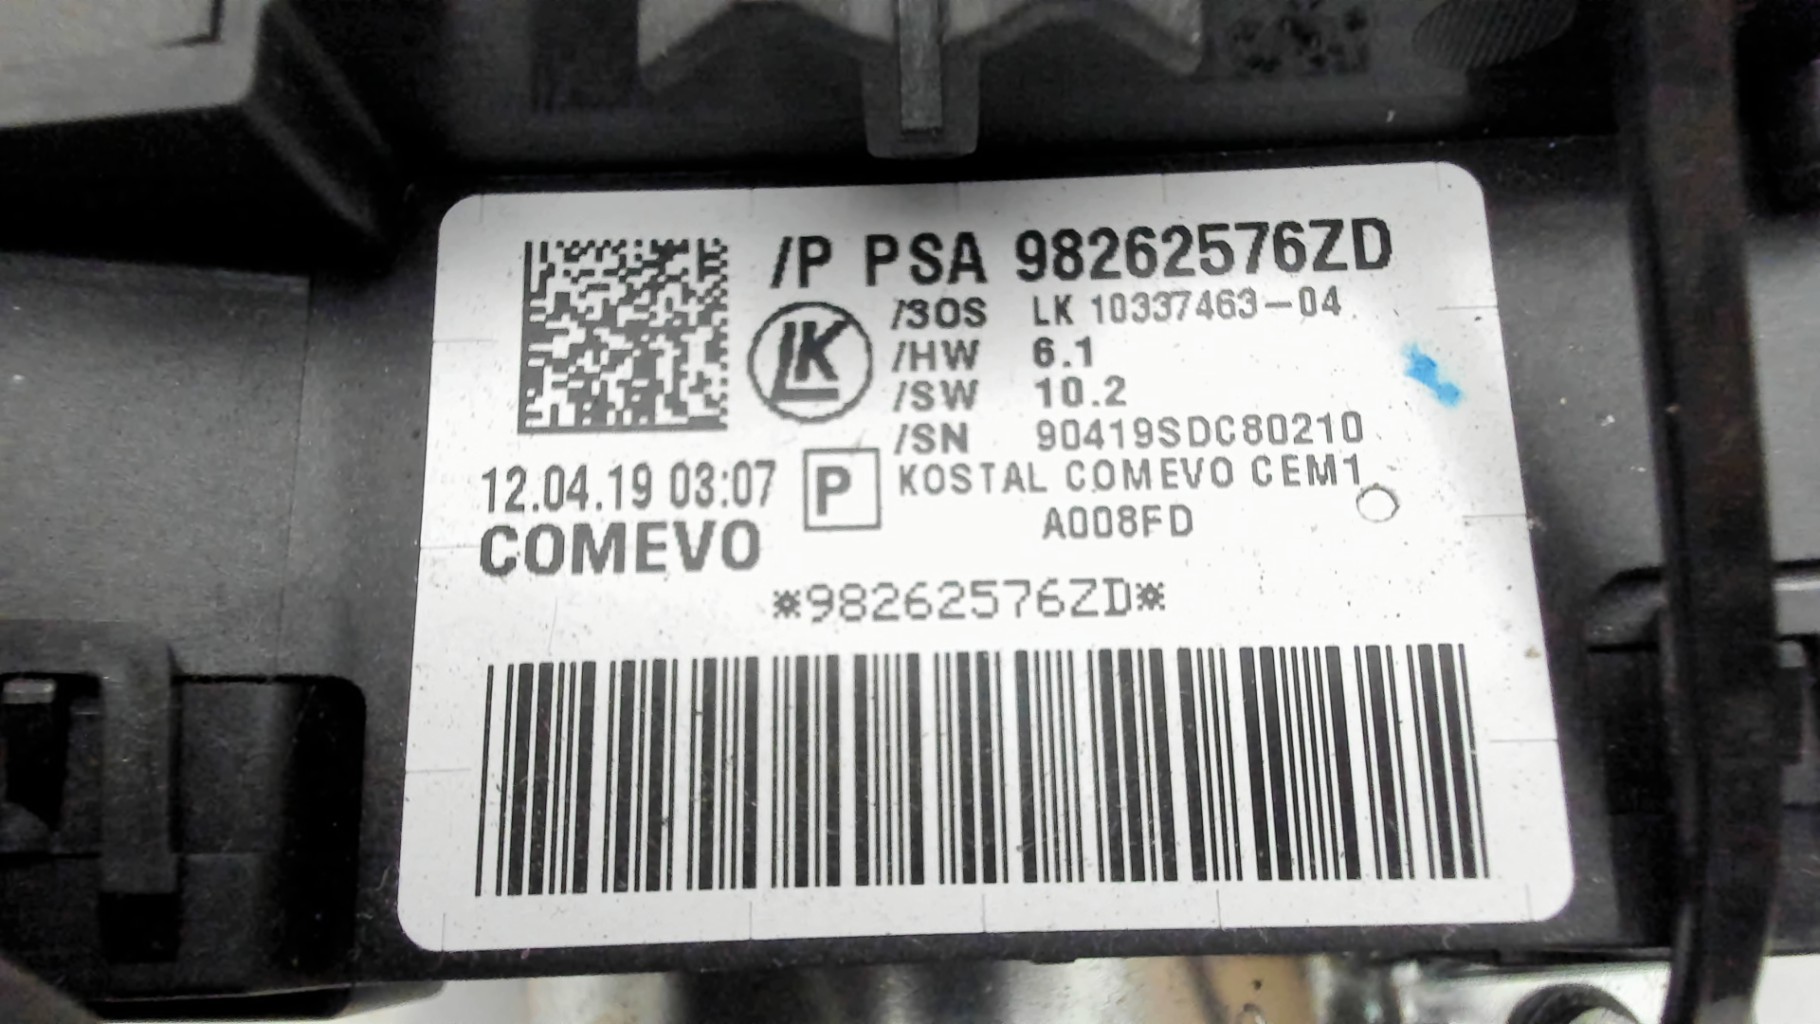 /P PSA 98262576ZD
LK
/3OS LK 10337463-04
/HW 6.1
/SW 10.2
/SN 90419SDC80210
12.04.19 03:07 P KOSTAL COMEVO CEM1
COMEVO A008FD
*98262576ZD*